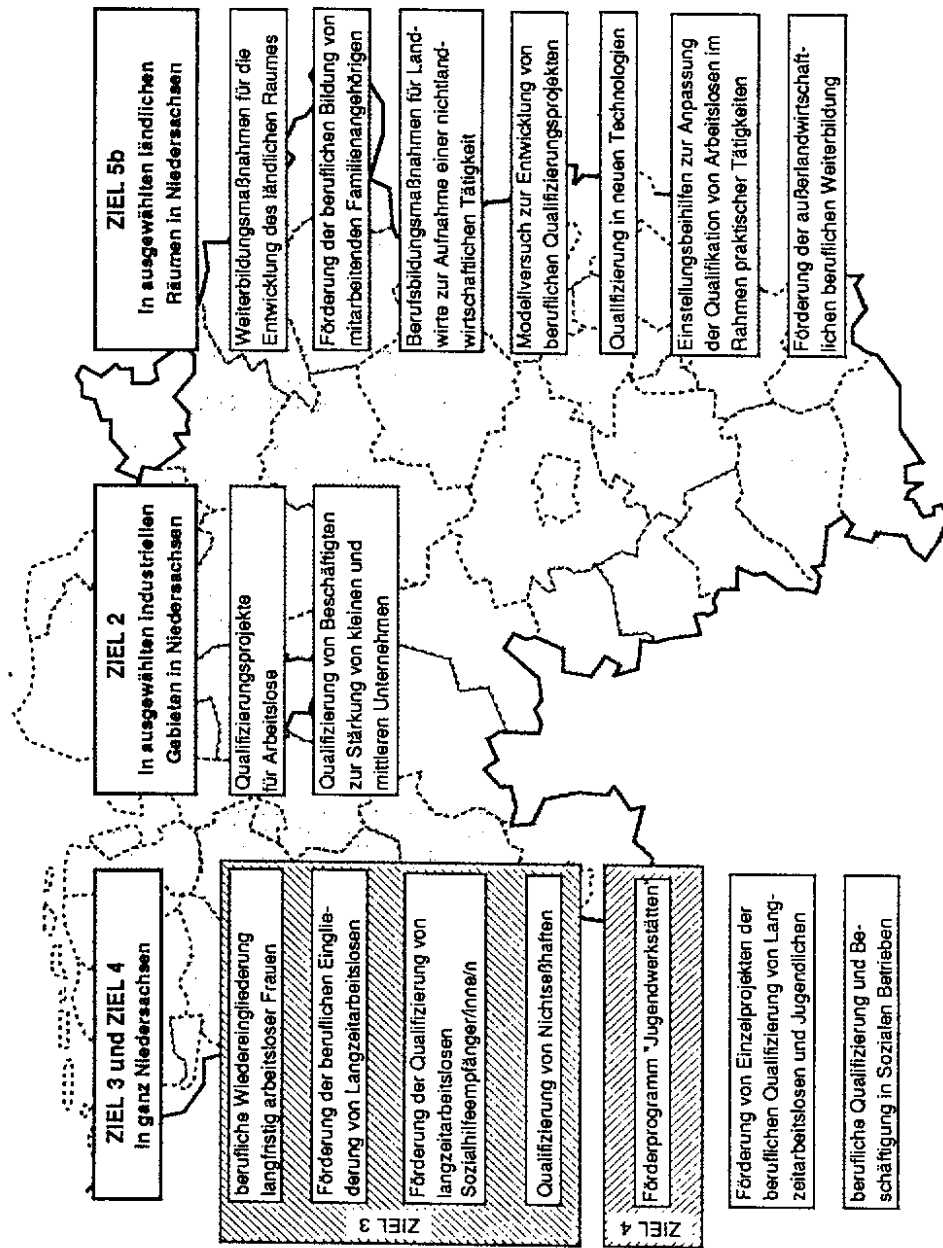 ZIEL 3 und ZIEL 4
in ganz Niedersachsen
ZIEL 3
berufliche Wiedereingliederung
langfristig arbeitsloser Frauen
Förderung der beruflichen Einglie-
derung von Langzeitarbeitslosen
Förderung der Qualifizierung von
langzeitarbeitslosen
Sozialhilfeempfänger/inne/n
Qualifizierung von Nichtseßhaften
ZIEL 4
Förderprogramm "Jugendwerkstätten"
Förderung von Einzelprojekten der
beruflichen Qualifizierung von Lang-
zeitarbeitslosen und Jugendlichen
berufliche Qualifizierung und Be-
schäftigung in Sozialen Betrieben
ZIEL 2
in ausgewählten industriellen
Gebieten in Niedersachsen
Qualifizierungsprojekte
für Arbeitslose
Qualifizierung von Beschäftigten
zur Stärkung von kleinen und
mittleren Unternehmen
ZIEL 5b
in ausgewählten ländlichen
Räumen in Niedersachsen
Weiterbildungsmaßnahmen für die
Entwicklung des ländlichen Raumes
Förderung der beruflichen Bildung von
mitarbeitenden Familienangehörigen
Berufsbildungsmaßnahmen für Land-
wirte zur Aufnahme einer nichtland-
wirtschaftlichen Tätigkeit
Modellversuch zur Entwicklung von
beruflichen Qualifizierungsprojekten
Qualifizierung in neuen Technologien
Einstellungsbeihilfen zur Anpassung
der Qualifikation von Arbeitslosen im
Rahmen praktischer Tätigkeiten
Förderung der außerlandwirtschaft-
lichen beruflichen Weiterbildung